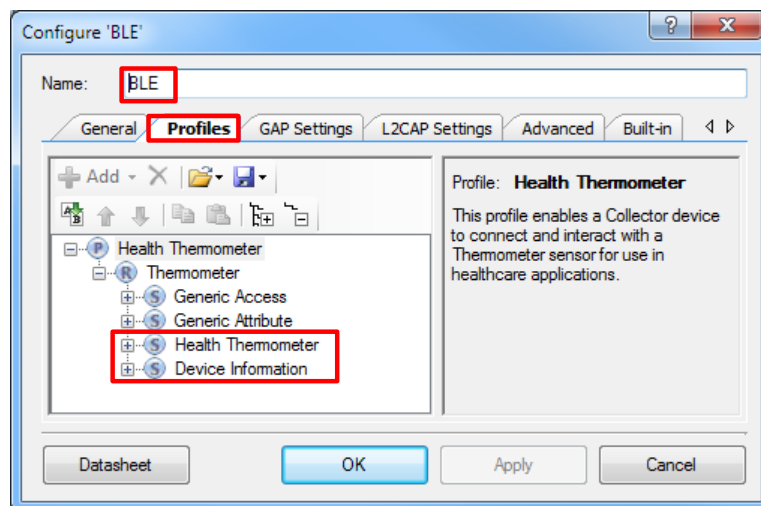 Configure 'BLE'
Name: BLE
General Profiles GAP Settings L2CAP Settings Advanced Built-in
Add
Profile: Health Thermometer
This profile enables a Collector device
to connect and interact with a
Thermometer sensor for use in
healthcare applications.
P Health Thermometer
R Thermometer
S Generic Access
S Generic Attribute
S Health Thermometer
S Device Information
Datasheet OK Apply Cancel